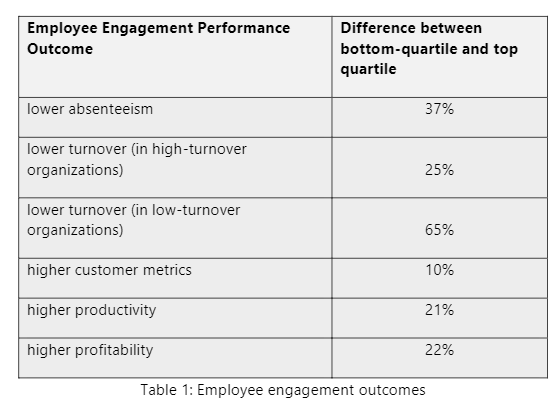 Employee Engagement Performance
Outcome
Difference between
bottom-quartile and top
quartile
lower absenteeism
37%
lower turnover (in high-turnover
organizations)
25%
lower turnover (in low-turnover
organizations)
65%
higher customer metrics
10%
higher productivity
21%
higher profitability
22%
Table 1: Employee engagement outcomes